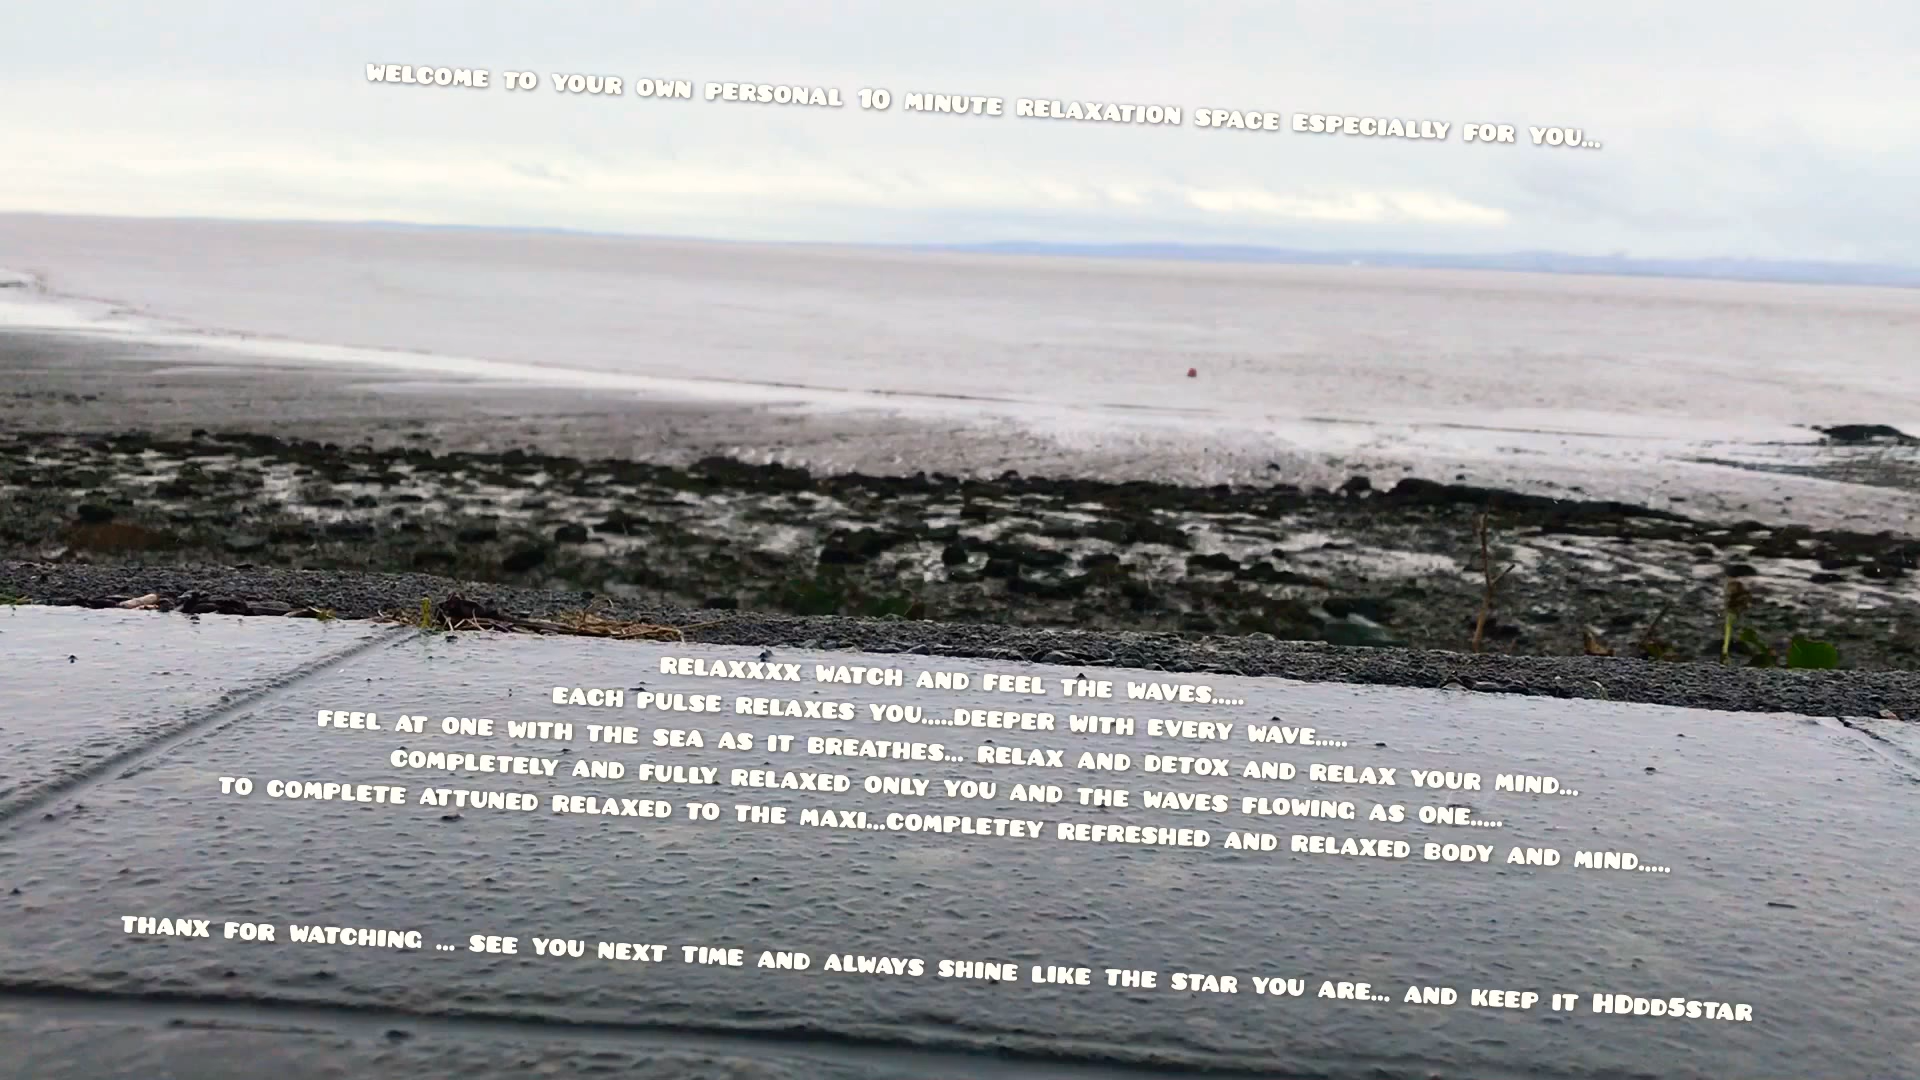 WELCOME TO YOUR OWN PERSONAL 10 MINUTE RELAXATION SPACE ESPECIALLY FOR YOU...
RELAXXXX WATCH AND FEEL THE WAVES.....
EACH PULSE RELAXES YOU.....DEEPER WITH EVERY WAVE.....
FEEL AT ONE WITH THE SEA AS IT BREATHES... RELAX AND DETOX AND RELAX YOUR MIND...
COMPLETELY AND FULLY RELAXED ONLY YOU AND THE WAVES FLOWING AS ONE.....
TO COMPLETE ATTUNED RELAXED TO THE MAXI...COMPLETEY REFRESHED AND RELAXED BODY AND MIND.....
THANX FOR WATCHING ... SEE YOU NEXT TIME AND ALWAYS SHINE LIKE THE STAR YOU ARE... AND KEEP IT HDDD5STAR